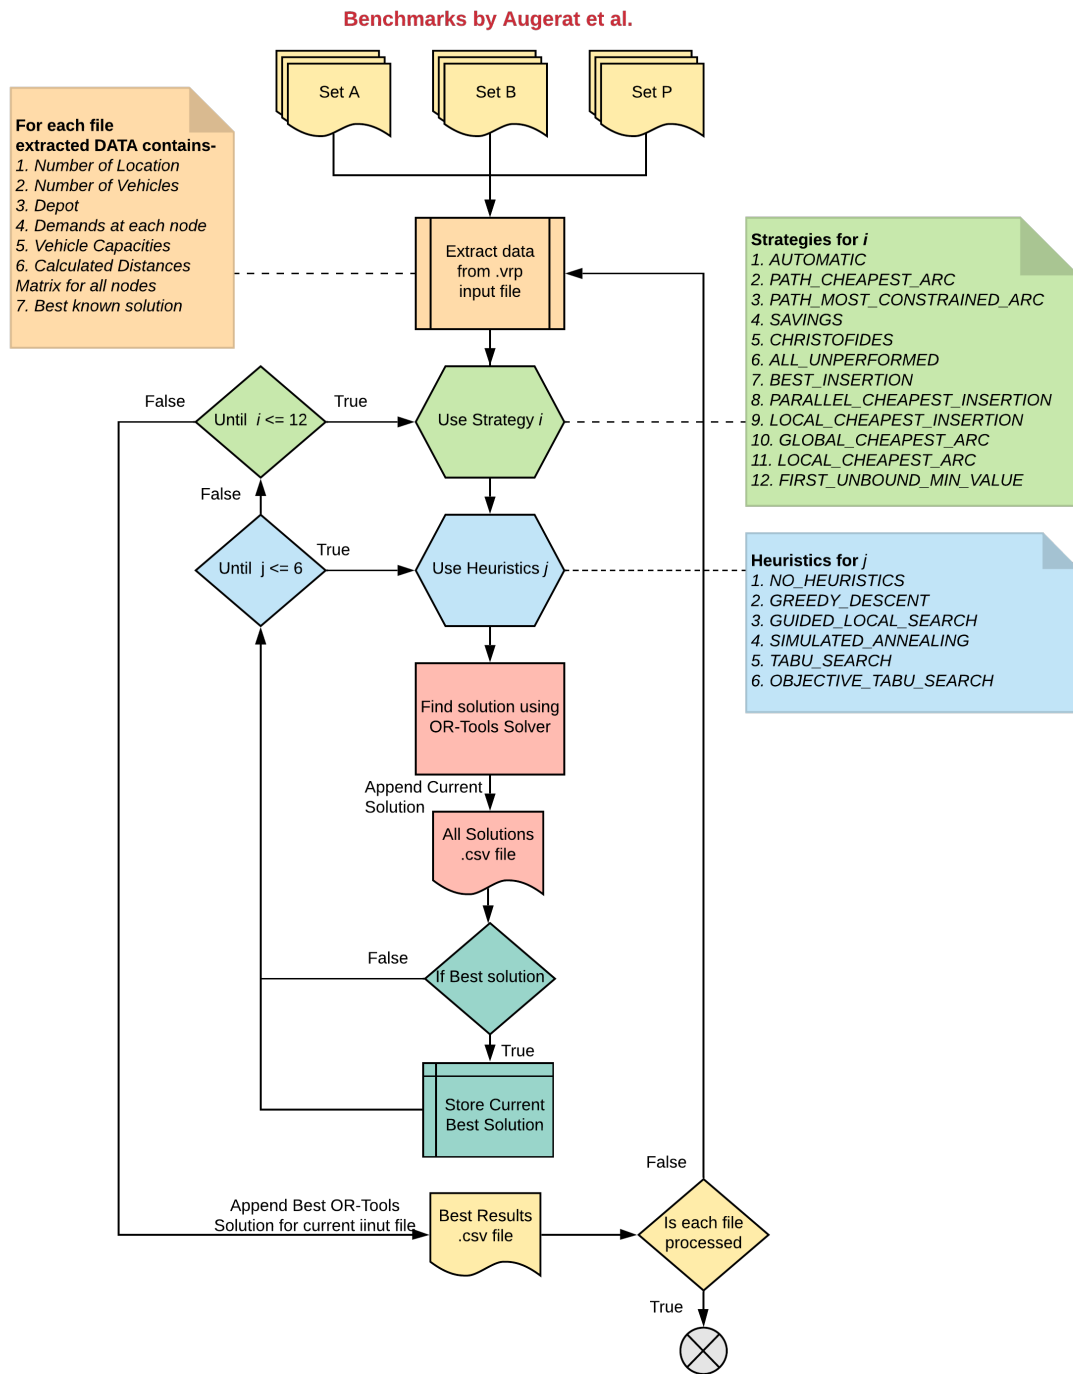 Benchmarks by Augerat et al.
Set A
Set B
Set P
For each file
extracted DATA contains-
1. Number of Location
2. Number of Vehicles
3. Depot
4. Demands at each node
5. Vehicle Capacities
6. Calculated Distances
Matrix for all nodes
7. Best known solution
Extract data
from .vrp
input file
Strategies for i
1. AUTOMATIC
2. PATH_CHEAPEST_ARC
3. PATH_MOST_CONSTRAINED_ARC
4. SAVINGS
5. CHRISTOFIDES
6. ALL_UNPERFORMED
7. BEST_INSERTION
8. PARALLEL_CHEAPEST_INSERTION
9. LOCAL_CHEAPEST_INSERTION
10. GLOBAL_CHEAPEST_ARC
11. LOCAL_CHEAPEST_ARC
12. FIRST_UNBOUND_MIN_VALUE
False
Until i <= 12
True
Use Strategy i
False
Until j <= 6
True
Use Heuristics j
Heuristics for j
1. NO_HEURISTICS
2. GREEDY_DESCENT
3. GUIDED_LOCAL_SEARCH
4. SIMULATED_ANNEALING
5. TABU_SEARCH
6. OBJECTIVE_TABU_SEARCH
Find solution using
OR-Tools Solver
Append Current
Solution
All Solutions
.csv file
False
If Best solution
True
Store Current
Best Solution
False
Append Best OR-Tools
Solution for current iinut file
Best Results
.csv file
Is each file
processed
True